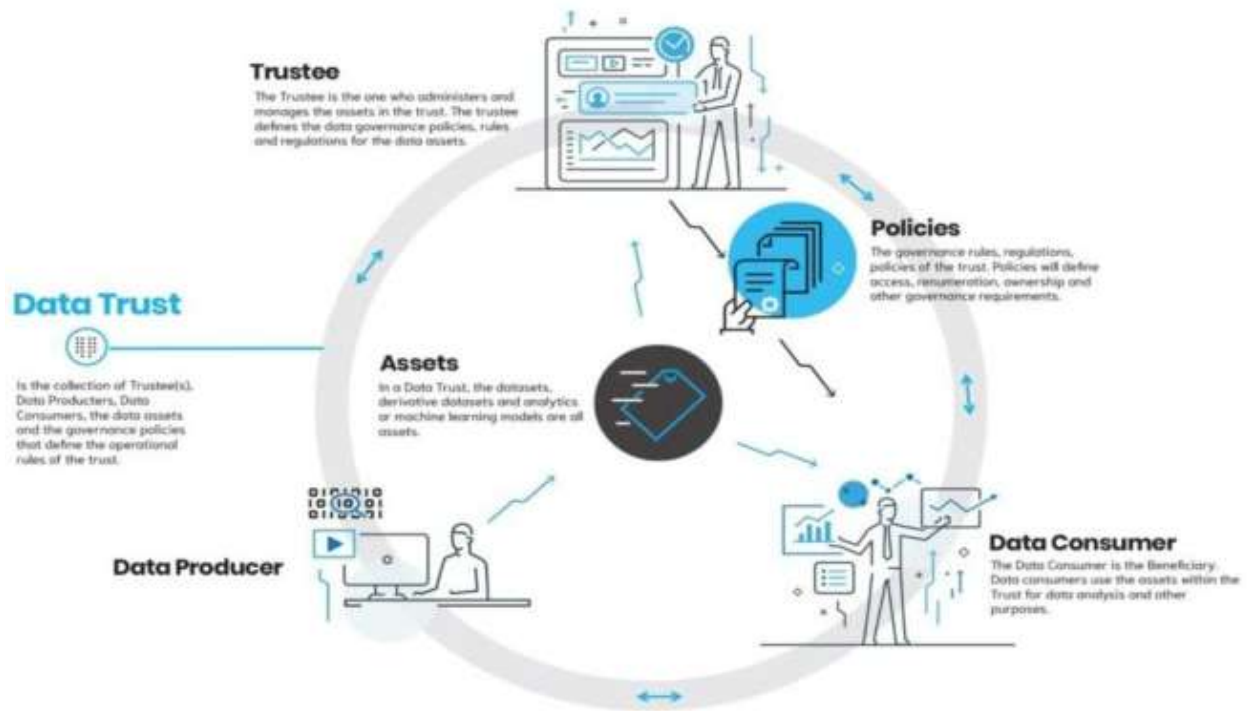 Trustee
The Trustee is the one who administers and
manages the assets in the trust. The trustee
defines the data governance policies, rules
and regulations for the data assets.
Policies
The governance rules, regulations,
policies of the trust. Policies will define
access, renumeration, ownership and
other governance requirements.
Data Trust
Is the collection of Trustee(s),
Data Producters, Data
Consumers, the data assets
and the governance policies
that define the operational
rules of the trust.
Assets
In a Data Trust, the datasets,
derivative datasets and analytics
or machine learning models are all
assets.
Data Producer
Data Consumer
The Data Consumer is the Beneficiary.
Data consumers use the assets within the
Trust for data analysis and other
purposes.